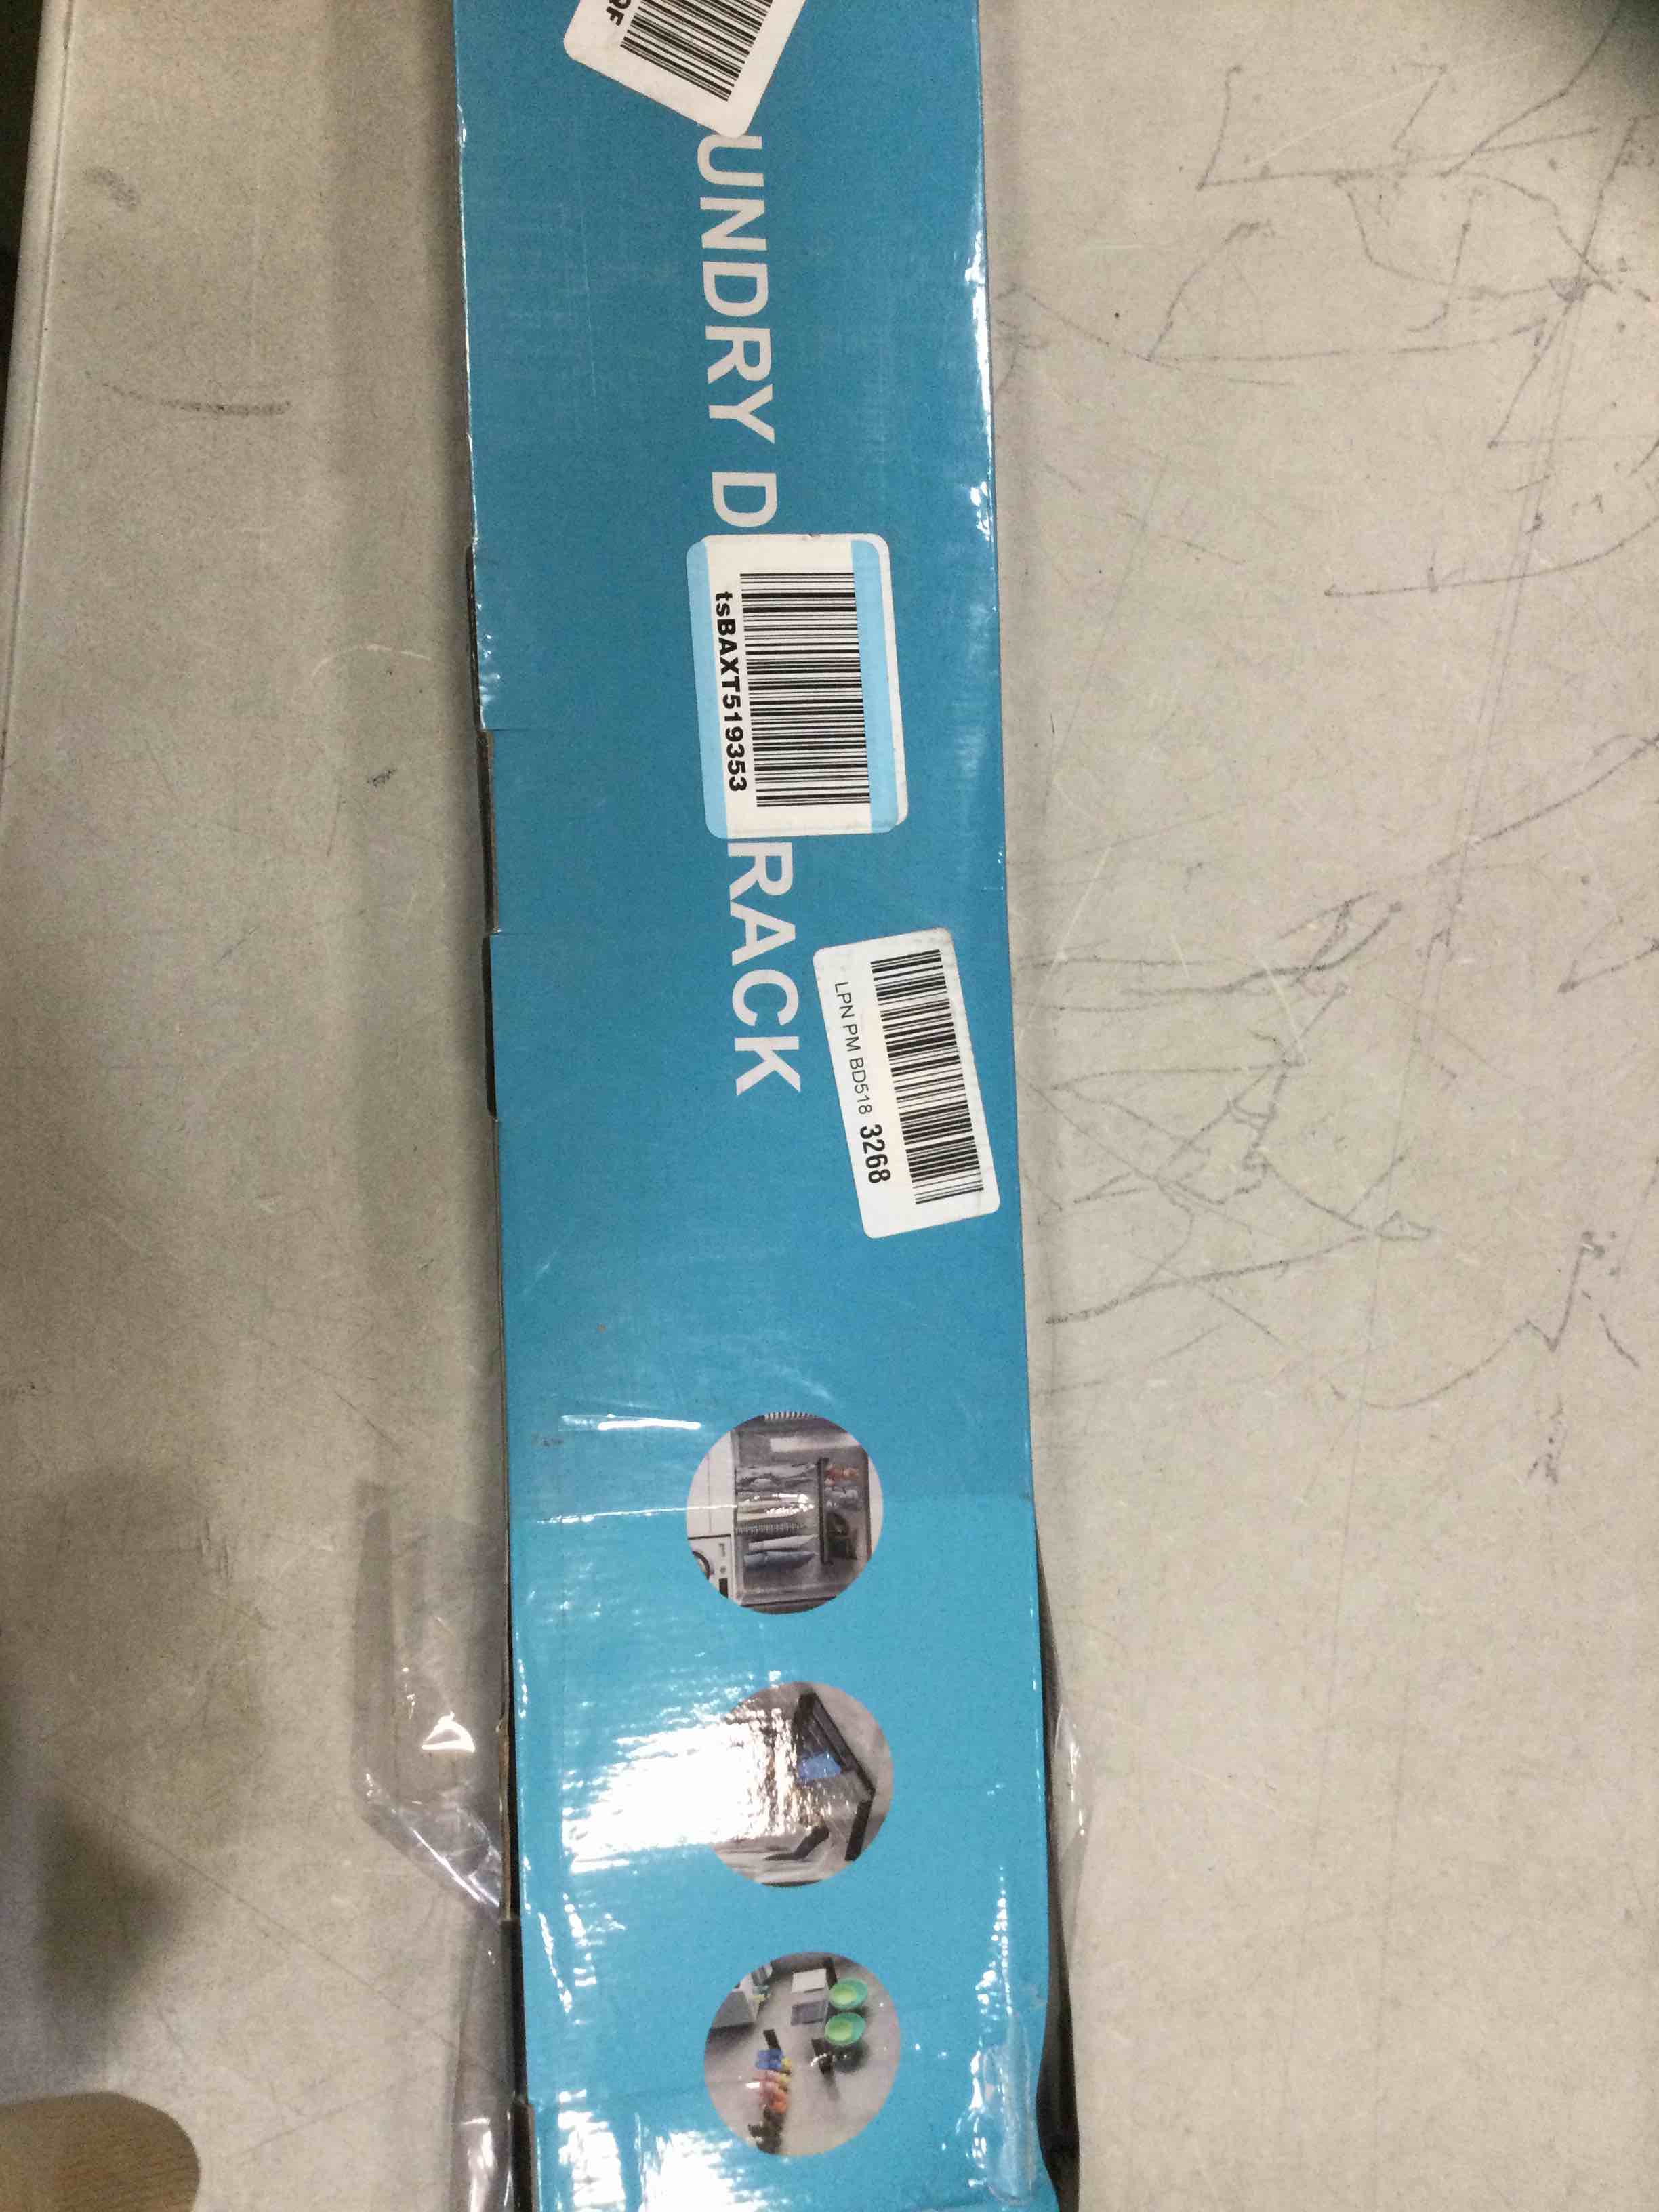 UNDRY D
RACK
tsBAXT519353
LPN PM BD518 3268